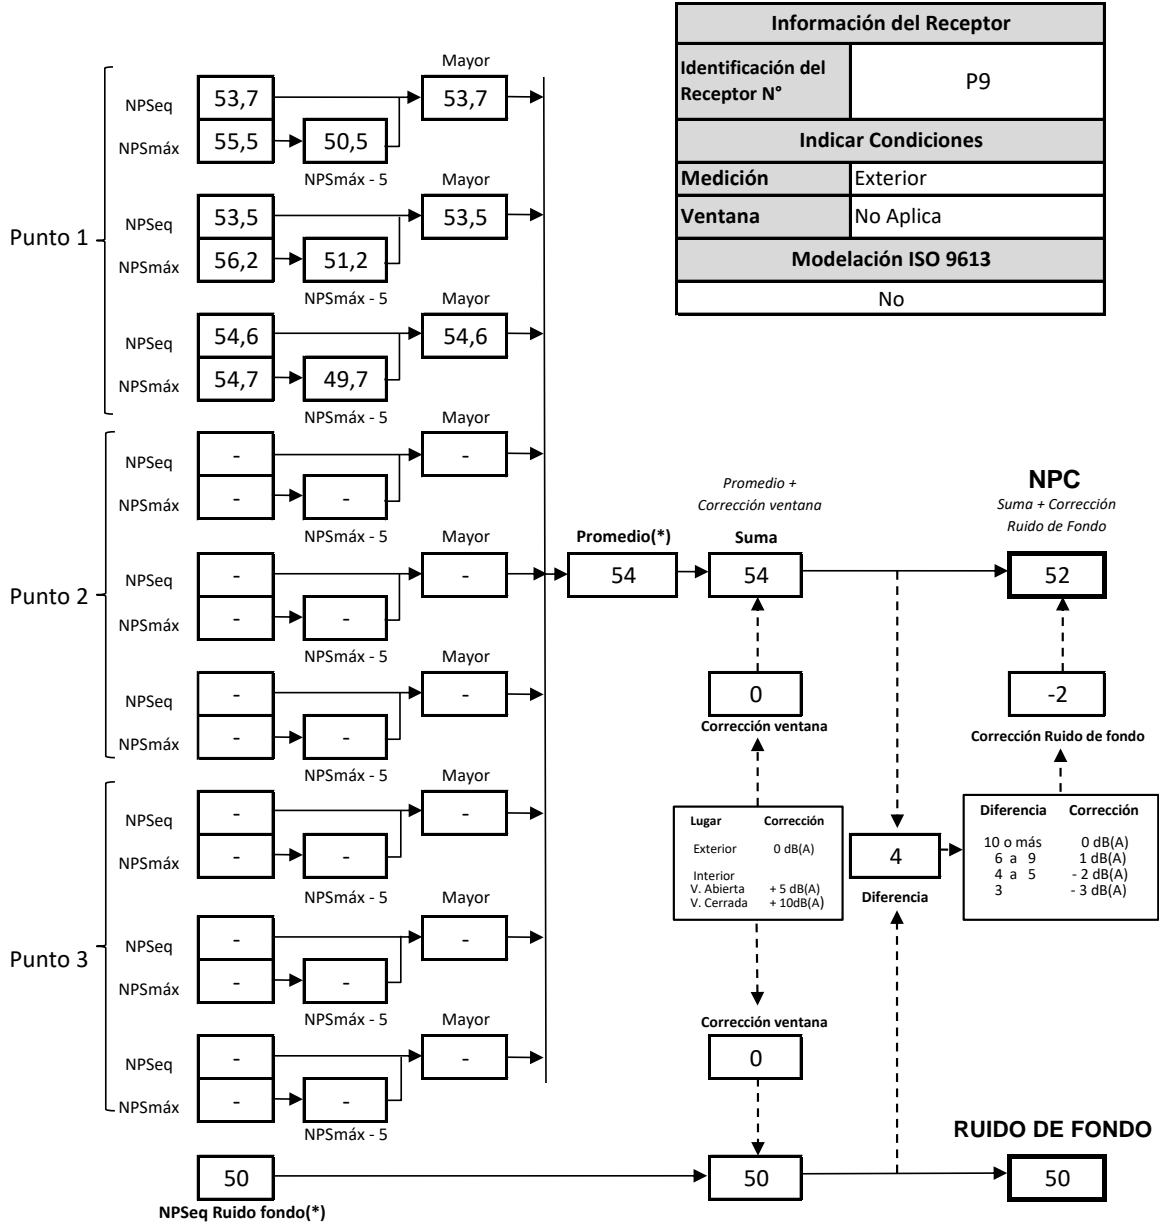 Información del Receptor
Identificación del
Receptor N°
P9
Indicar Condiciones
Medición Exterior
Ventana No Aplica
Modelación ISO 9613
No
Punto 1
Mayor
NPSeq 53,7 53,7
NPSmáx 55,5 50,5
NPSmáx - 5
Mayor
NPSeq 53,5 53,5
NPSmáx 56,2 51,2
NPSmáx - 5
Mayor
NPSeq 54,6 54,6
NPSmáx 54,7 49,7
NPSmáx - 5
Punto 2
Mayor
NPSeq - -
NPSmáx - -
NPSmáx - 5
Mayor
NPSeq - -
NPSmáx - -
NPSmáx - 5
Mayor
NPSeq - -
NPSmáx - -
NPSmáx - 5
Punto 3
Mayor
NPSeq - -
NPSmáx - -
NPSmáx - 5
Mayor
NPSeq - -
NPSmáx - -
NPSmáx - 5
Mayor
NPSeq - -
NPSmáx - -
NPSmáx - 5
Promedio(*)
54
Promedio +
Corrección ventana
Suma
54
0
Corrección ventana
Lugar Corrección
Exterior 0 dB(A)
Interior
V. Abierta + 5 dB(A)
V. Cerrada + 10dB(A)
Corrección ventana
0
NPC
Suma + Corrección
Ruido de Fondo
52
-2
Corrección Ruido de fondo
Diferencia Corrección
10 o más 0 dB(A)
6 a 9 1 dB(A)
4 a 5 - 2 dB(A)
3 - 3 dB(A)
4
Diferencia
RUIDO DE FONDO
50 50 50
NPSeq Ruido fondo(*)